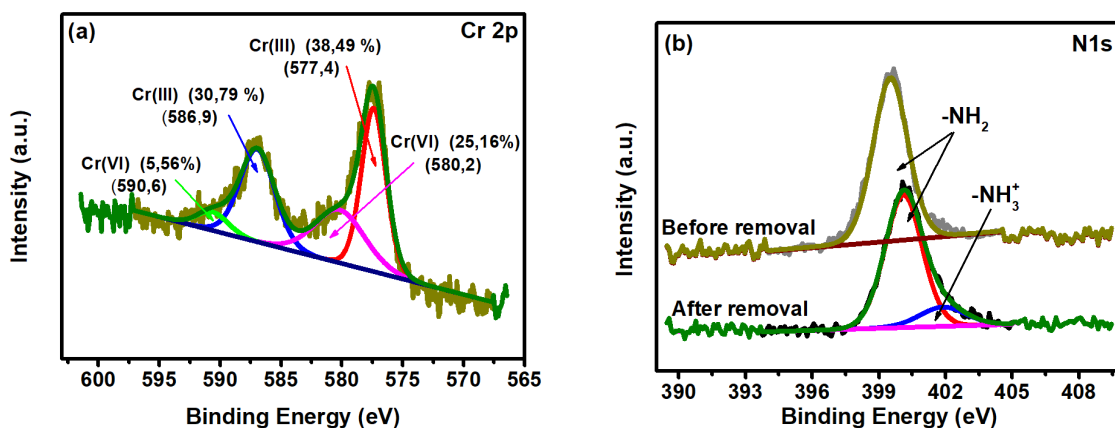 (a)
Cr 2p
Cr(III) (38,49 %)
(577,4)
Cr(III) (30,79 %)
(586,9)
Cr(VI) (25,16%)
(580,2)
Cr(VI) (5,56%)
(590,6)
Intensity (a.u.)
600 595 590 585 580 575 570 565
Binding Energy (eV)
(b)
N1s
-NH₂
-NH₃⁺
Before removal
After removal
Intensity (a.u.)
390 393 396 399 402 405 408
Binding Energy (eV)